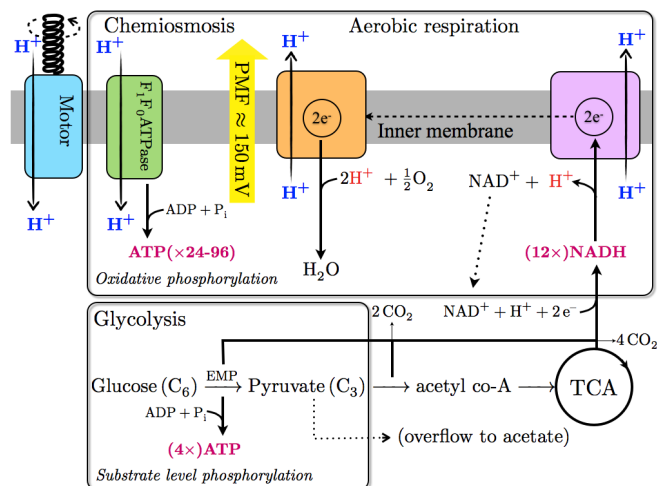 Chemiosmosis
Aerobic respiration
H⁺
H⁺
H⁺
H⁺
Motor
F₁F₀ATPase
PMF ≈ 150 mV
2e⁻
2e⁻
Inner membrane
H⁺
H⁺
H⁺
H⁺
2H⁺ + ½O₂
NAD⁺ + H⁺
ADP + Pᵢ
ATP(×24-96)
H₂O
(12×)NADH
Oxidative phosphorylation
NAD⁺ + H⁺ + 2e⁻
2 CO₂
4 CO₂
Glycolysis
Glucose (C₆)
EMP
Pyruvate (C₃)
acetyl co-A
TCA
ADP + Pᵢ
(4×)ATP
(overflow to acetate)
Substrate level phosphorylation